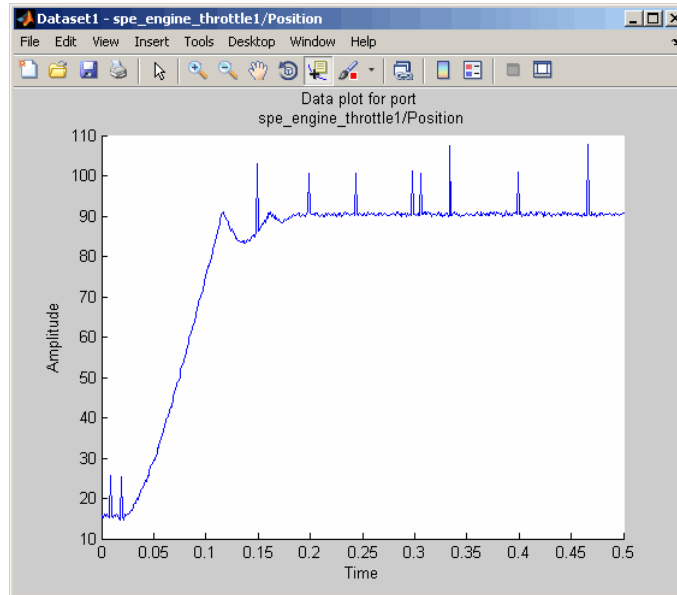 Dataset1 - spe_engine_throttle1/Position
File Edit View Insert Tools Desktop Window Help
Data plot for port
spe_engine_throttle1/Position
110
100
90
80
70
60
50
40
30
20
10
Amplitude
0 0.05 0.1 0.15 0.2 0.25 0.3 0.35 0.4 0.45 0.5
Time